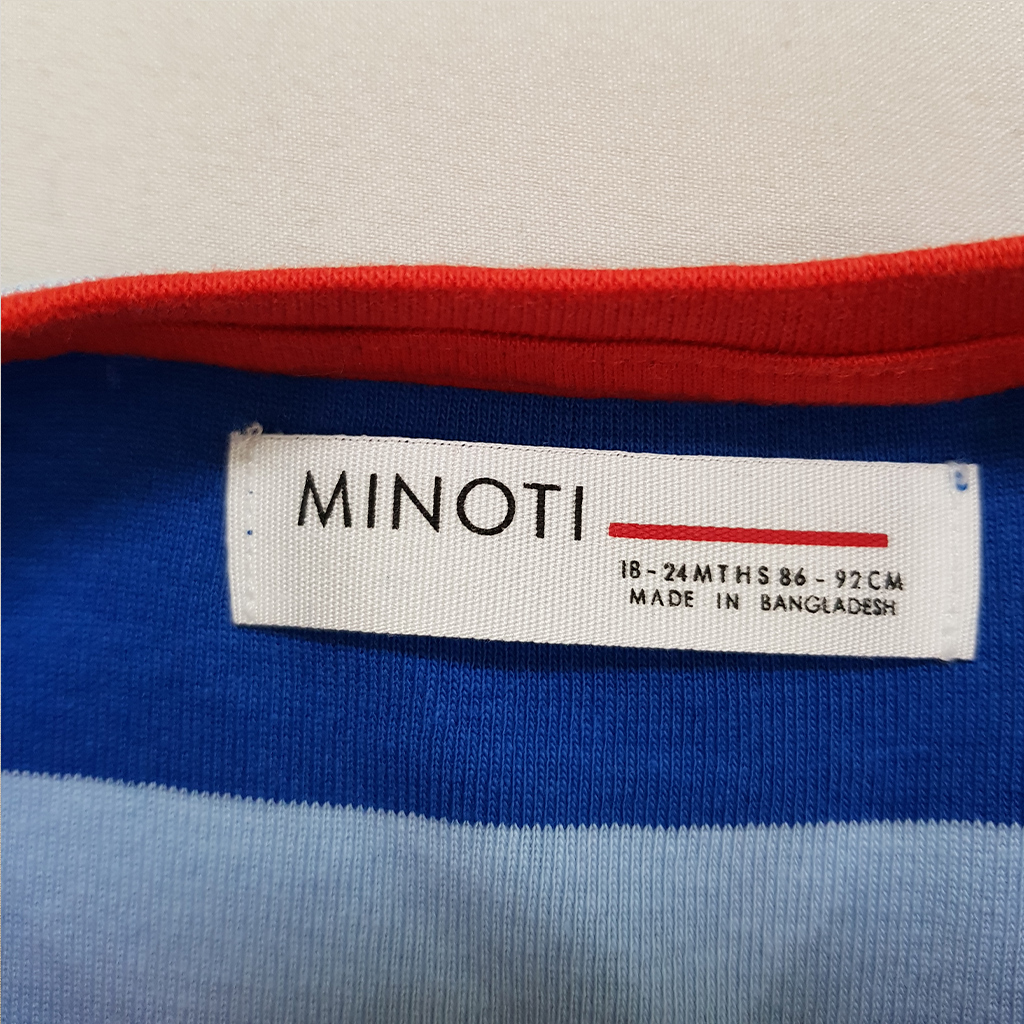 MINOTI
18-24MTHS 86-92CM
MADE IN BANGLADESH